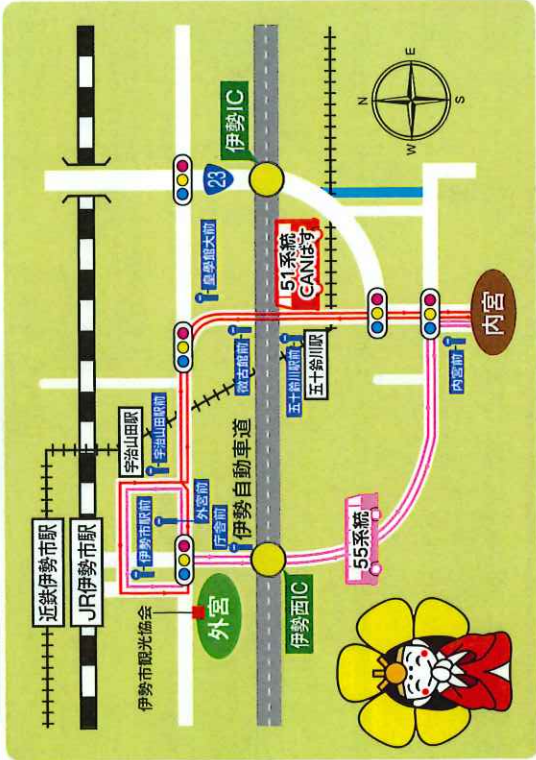 近鉄伊勢市駅
JR伊勢市駅
伊勢市観光協会
外宮
伊勢市駅前
外宮前
庁舎前
宇治山田駅
宇治山田駅前
皇學館大前
徴古館前
23
伊勢IC
伊勢自動車道
伊勢西IC
51系統
CANばす
五十鈴川駅前
五十鈴川駅
55系統
内宮前
内宮
N
E
S
W